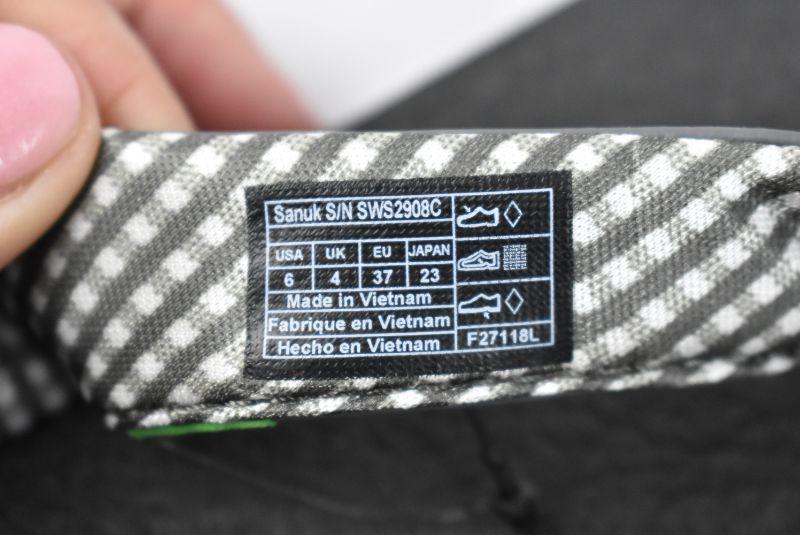 Sanuk S/N SWS2908C
USA UK EU JAPAN
6 4 37 23
Made in Vietnam
Fabrique en Vietnam
Hecho en Vietnam
F27118L